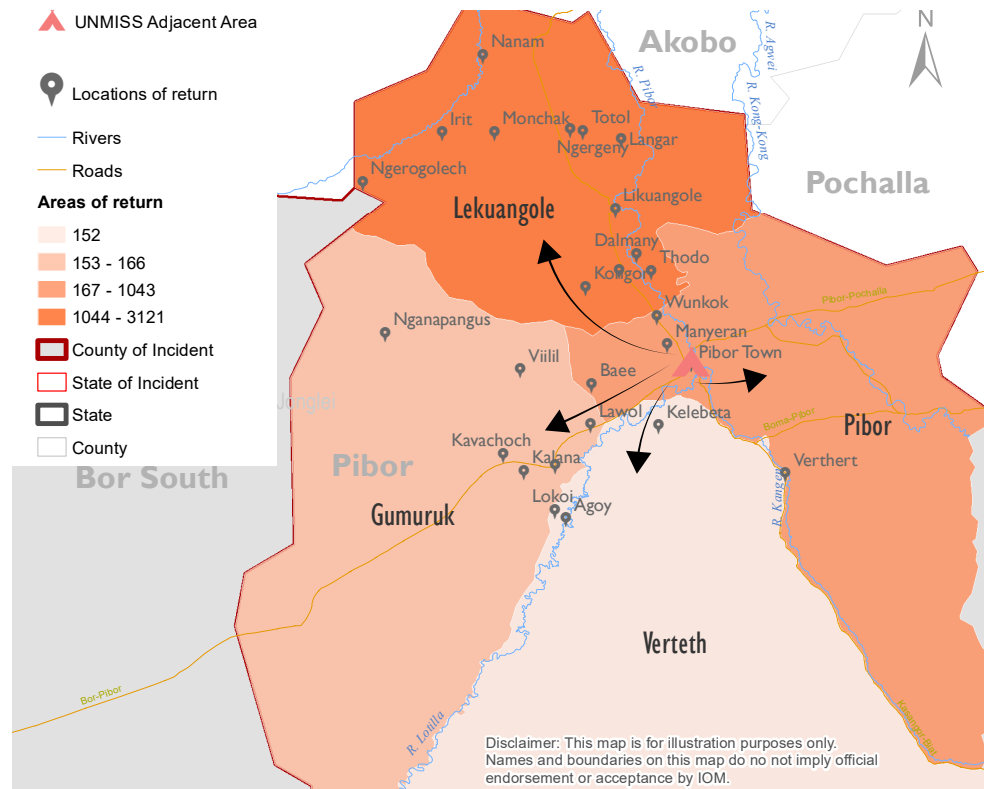 UNMISS Adjacent Area
Locations of return
Rivers
Roads
Areas of return
152
153 - 166
167 - 1043
1044 - 3121
County of Incident
State of Incident
State
County
N
Akobo
Pochalla
Bor South
Pibor
Jonglei
R. Agwei
R. Pibor
R. Kong-Kong
Nanam
Irit
Monchak
Totol
Ngergeny
Langar
Ngerogolech
Likuangole
Lekuangole
Dalmany
Thodo
Kongor
Wunkok
Pibor-Pochalla
Nganapangus
Manyeran
Pibor Town
Viilil
Baee
Lawol
Kelebeta
Boma-Pibor
Pibor
Kavachoch
Kalana
Verthert
R. Kangen
Gumuruk
Lokoi
Agoy
Verteth
Bor-Pibor
R. Lotilla
Disclaimer: This map is for illustration purposes only.
Names and boundaries on this map do no not imply official
endorsement or acceptance by IOM.